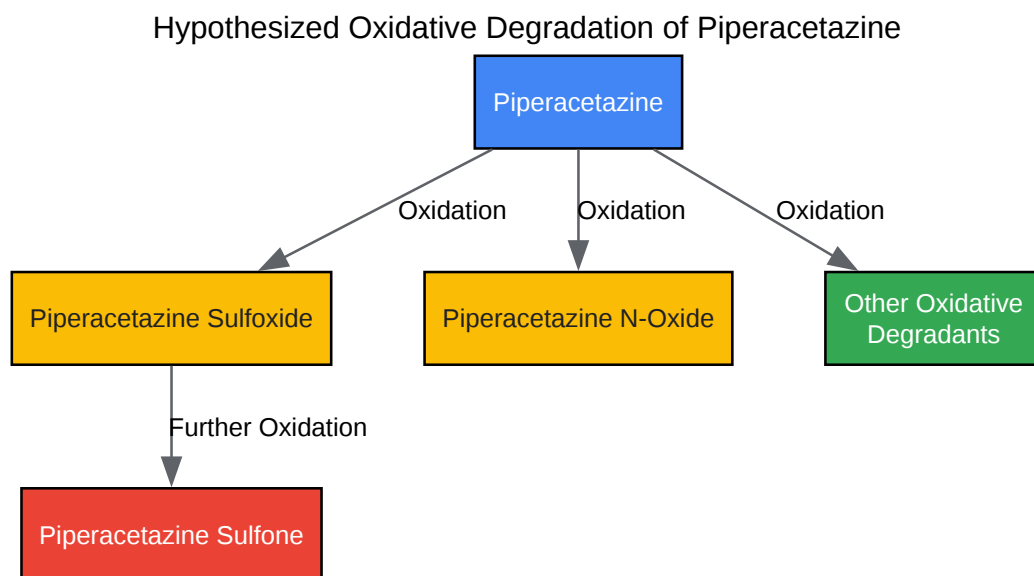 Hypothesized Oxidative Degradation of Piperacetazine
Piperacetazine
Oxidation
Oxidation
Oxidation
Piperacetazine Sulfoxide
Piperacetazine N-Oxide
Other Oxidative
Degradants
Further Oxidation
Piperacetazine Sulfone